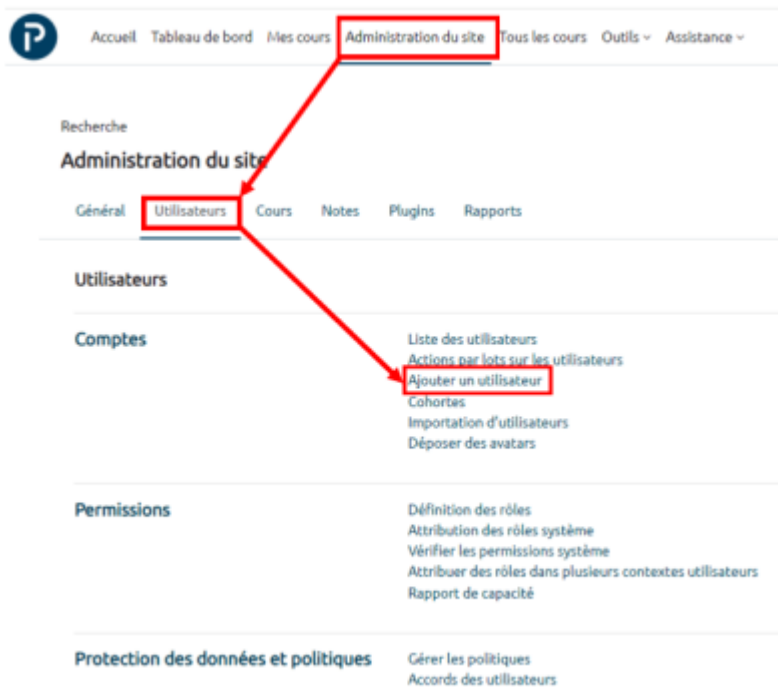 Accueil Tableau de bord Mes cours Administration du site Tous les cours Outils Assistance
Recherche
Administration du site
Général Utilisateurs Cours Notes Plugins Rapports
Utilisateurs
Comptes
Liste des utilisateurs
Actions par lots sur les utilisateurs
Ajouter un utilisateur
Cohortes
Importation d'utilisateurs
Déposer des avatars
Permissions
Définition des rôles
Attribution des rôles système
Vérifier les permissions système
Attribuer des rôles dans plusieurs contextes utilisateurs
Rapport de capacité
Protection des données et politiques
Gérer les politiques
Accords des utilisateurs